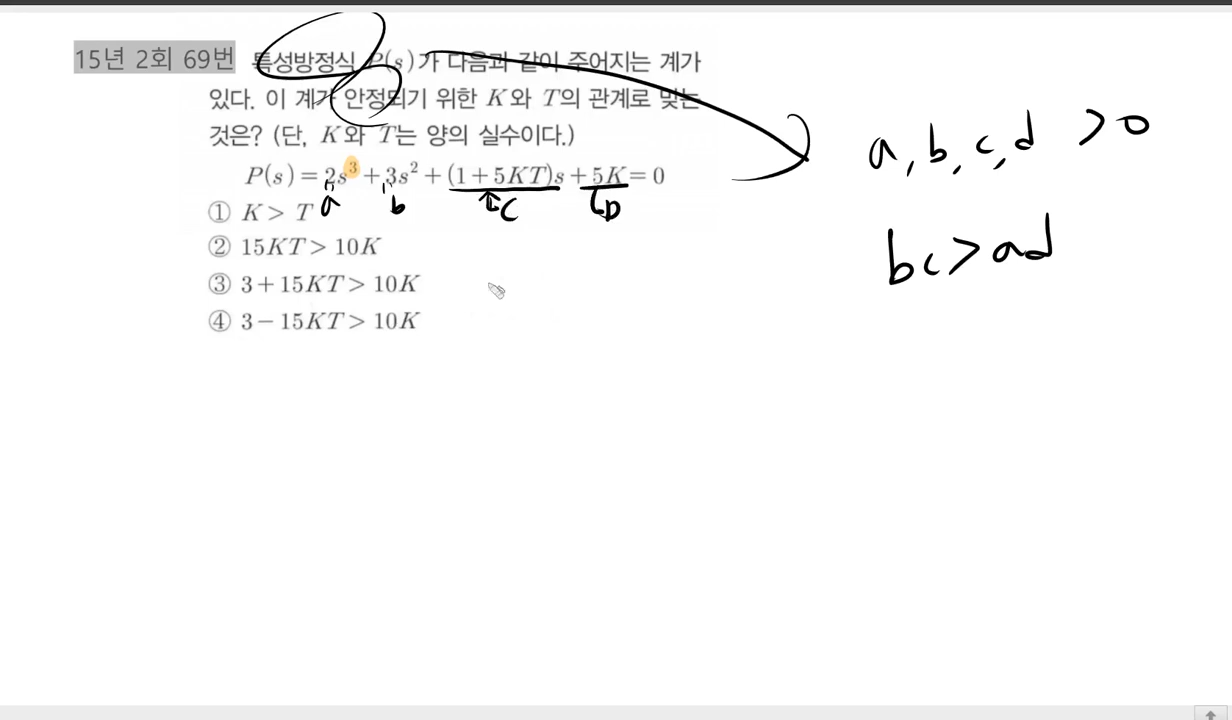 15년 2회 69번 특성방정식 P(s)가 다음과 같이 주어지는 계가
있다. 이 계가 안정되기 위한 K와 T의 관계로 맞는
것은? (단, K와 T는 양의 실수이다.)
P(s) = 2s³ + 3s² + (1 + 5KT)s + 5K = 0
a b c D
① K > T
② 15KT > 10K
③ 3 + 15KT > 10K
④ 3 − 15KT > 10K
a, b, c, d > 0
bc > ad